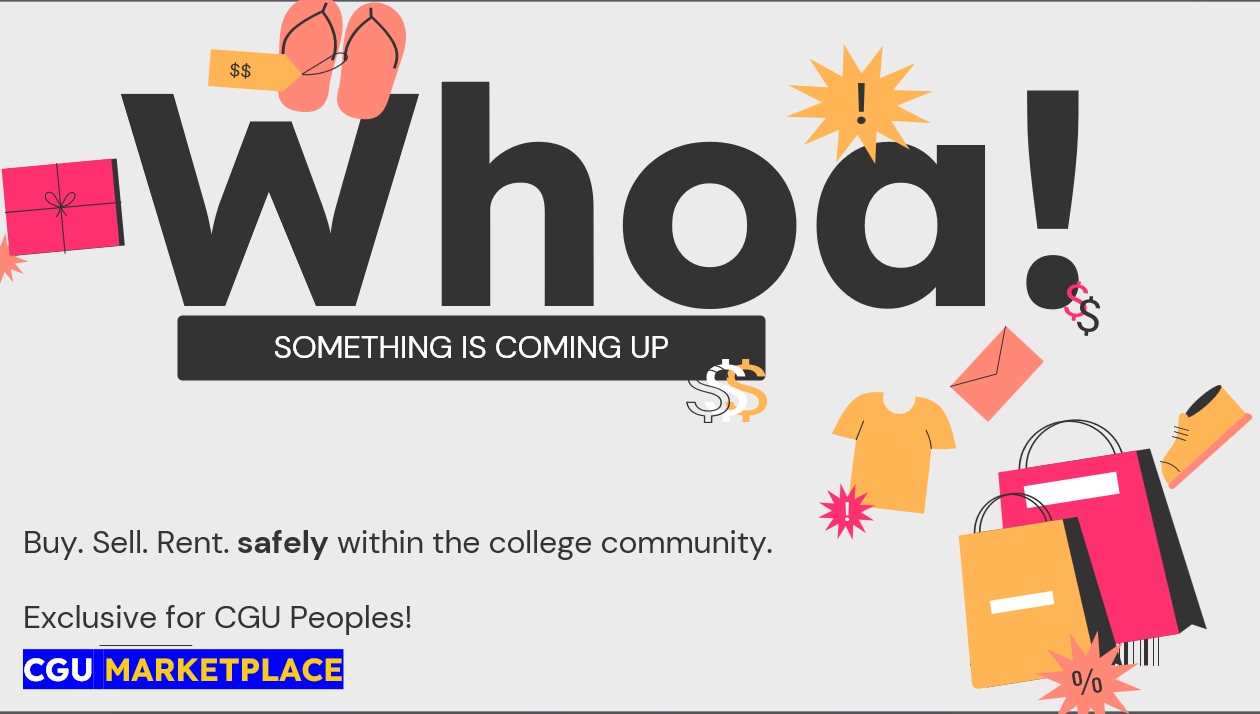 $$
Whoa!
!
$$
SOMETHING IS COMING UP
$$$
!
Buy. Sell. Rent. safely within the college community.
Exclusive for CGU Peoples!
CGU MARKETPLACE
%